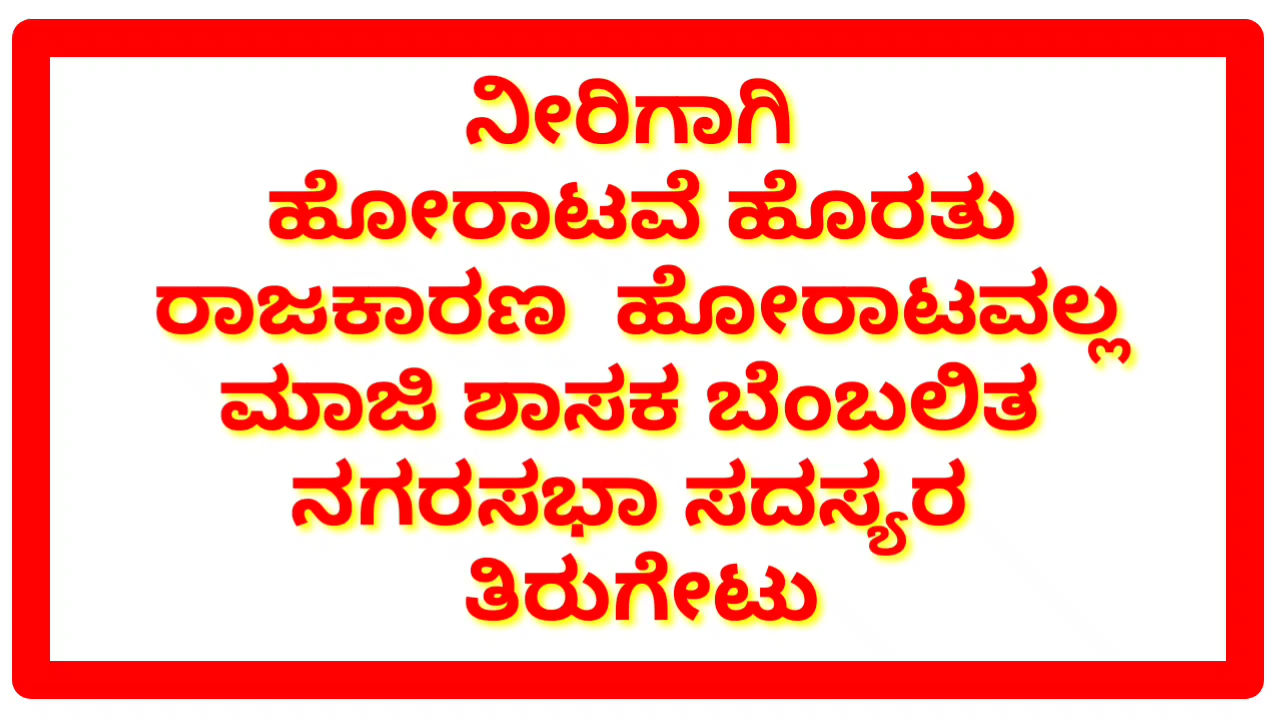 ನೀರಿಗಾಗಿ
ಹೋರಾಟವೆ ಹೊರತು
ರಾಜಕಾರಣ ಹೋರಾಟವಲ್ಲ
ಮಾಜಿ ಶಾಸಕ ಬೆಂಬಲಿತ
ನಗರಸಭಾ ಸದಸ್ಯರ
ತಿರುಗೇಟು